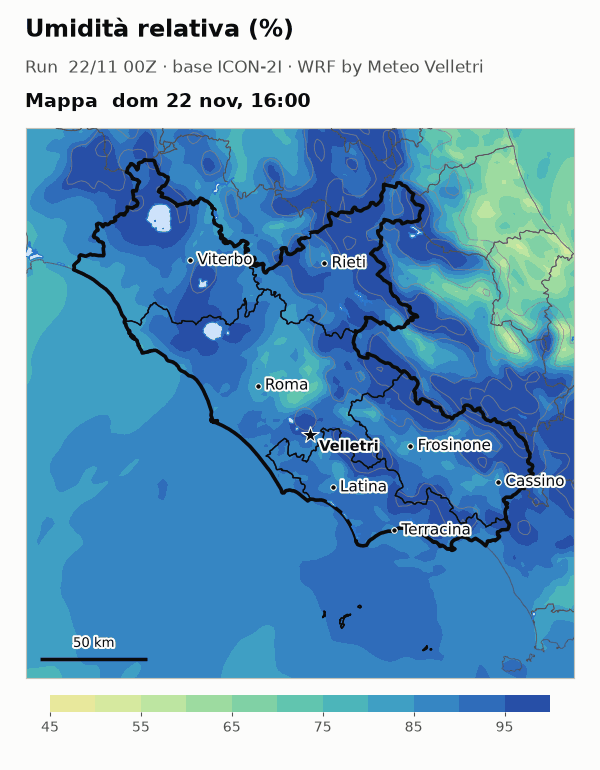 Umidità relativa (%)
Run  22/11 00Z · base ICON-2I · WRF by Meteo Velletri
Mappa  dom 22 nov, 16:00
Viterbo
Rieti
Roma
Velletri
Frosinone
Cassino
Latina
Terracina
50 km
45 55 65 75 85 95